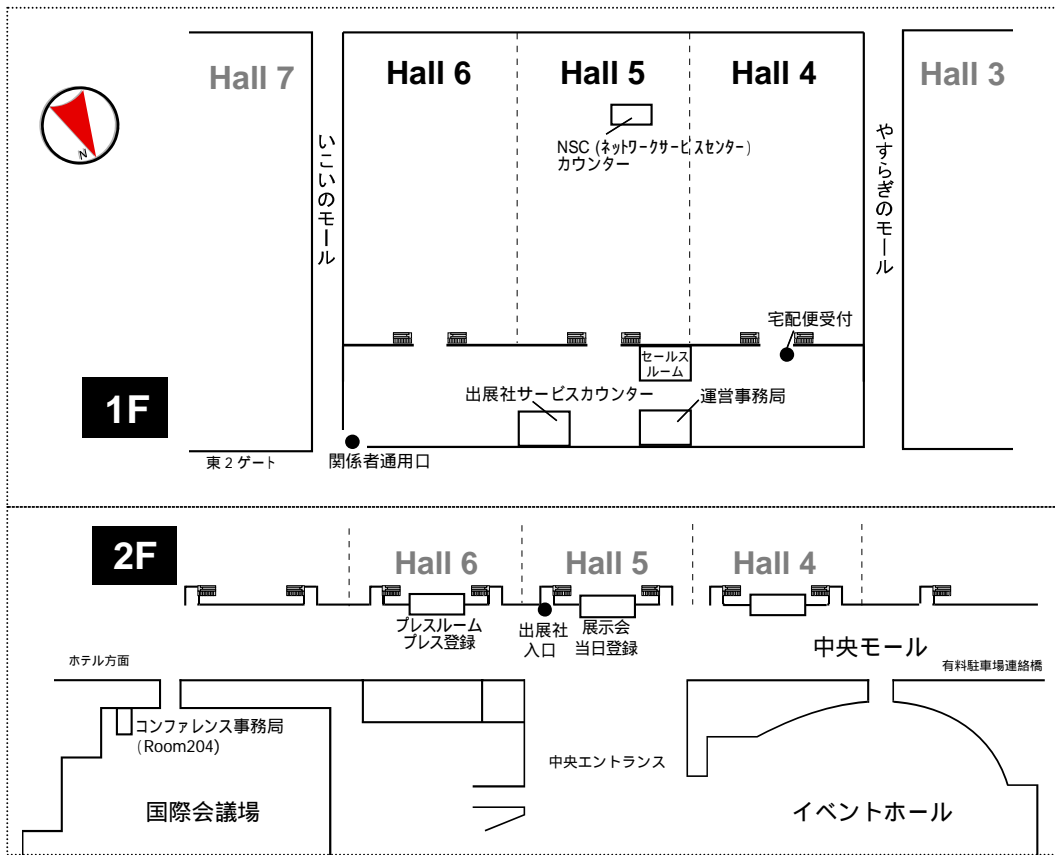 Hall 7
Hall 6
Hall 5
Hall 4
Hall 3
N
NSC (ネットワークサービスセンター)
カウンター
いこいのモール
やすらぎのモール
宅配便受付
セールス
ルーム
出展社サービスカウンター
運営事務局
1F
東2ゲート
関係者通用口
2F
Hall 6
Hall 5
Hall 4
プレスルーム
プレス登録
出展社
入口
展示会
当日登録
中央モール
ホテル方面
有料駐車場連絡橋
コンファレンス事務局
(Room204)
中央エントランス
国際会議場
イベントホール